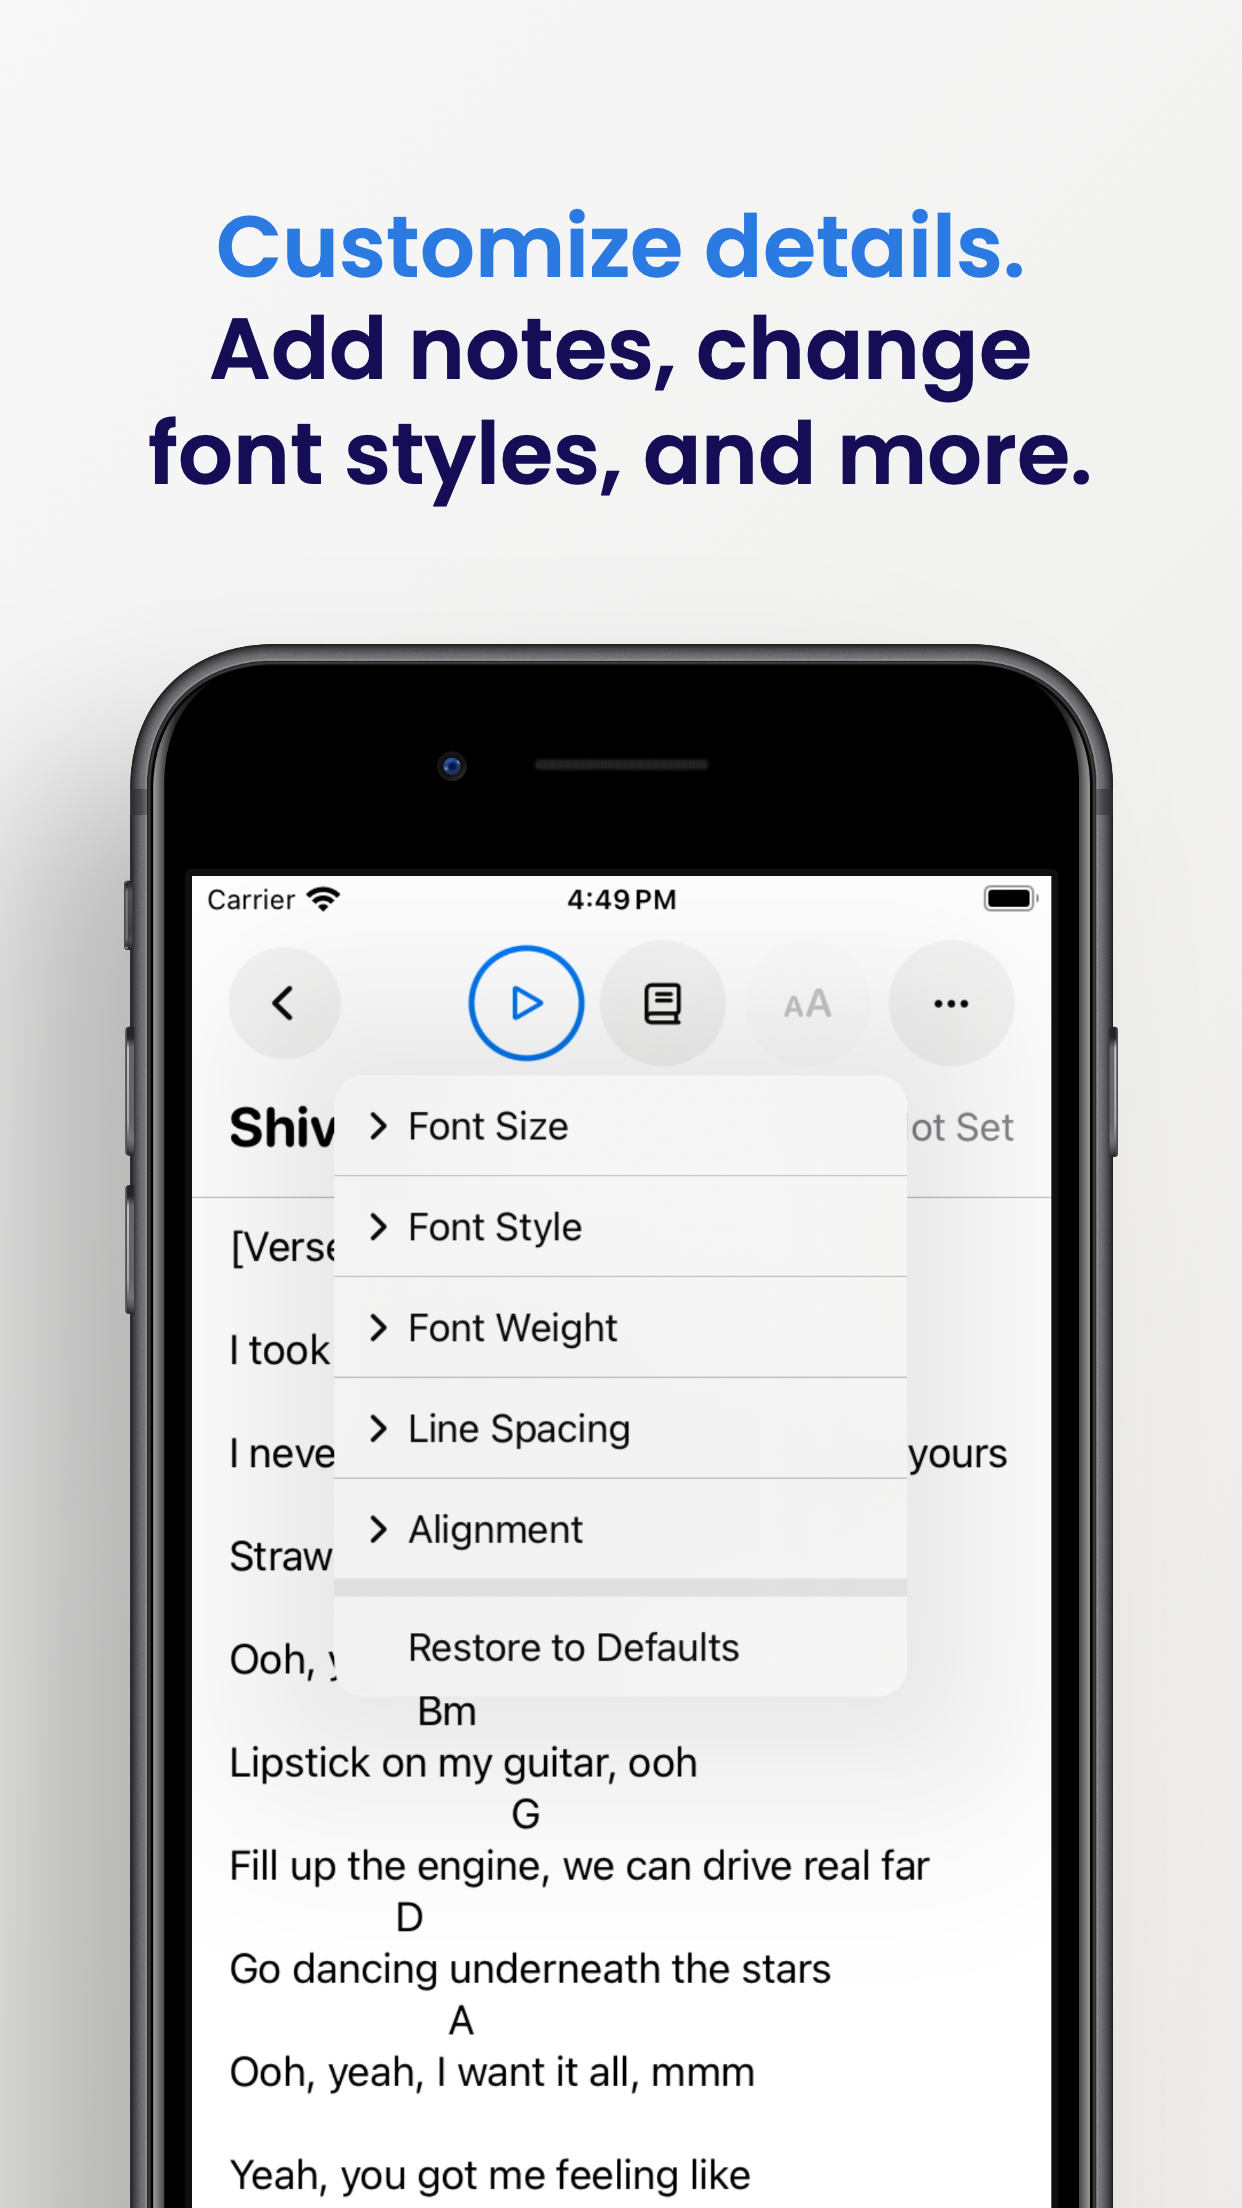 Customize details.
Add notes, change
font styles, and more.
Carrier
4:49 PM
AA
Shiv
ot Set
Font Size
Font Style
Font Weight
Line Spacing
Alignment
Restore to Defaults
[Verse
I took
I neve
yours
Straw
Ooh,
Bm
Lipstick on my guitar, ooh
G
Fill up the engine, we can drive real far
D
Go dancing underneath the stars
A
Ooh, yeah, I want it all, mmm
Yeah, you got me feeling like